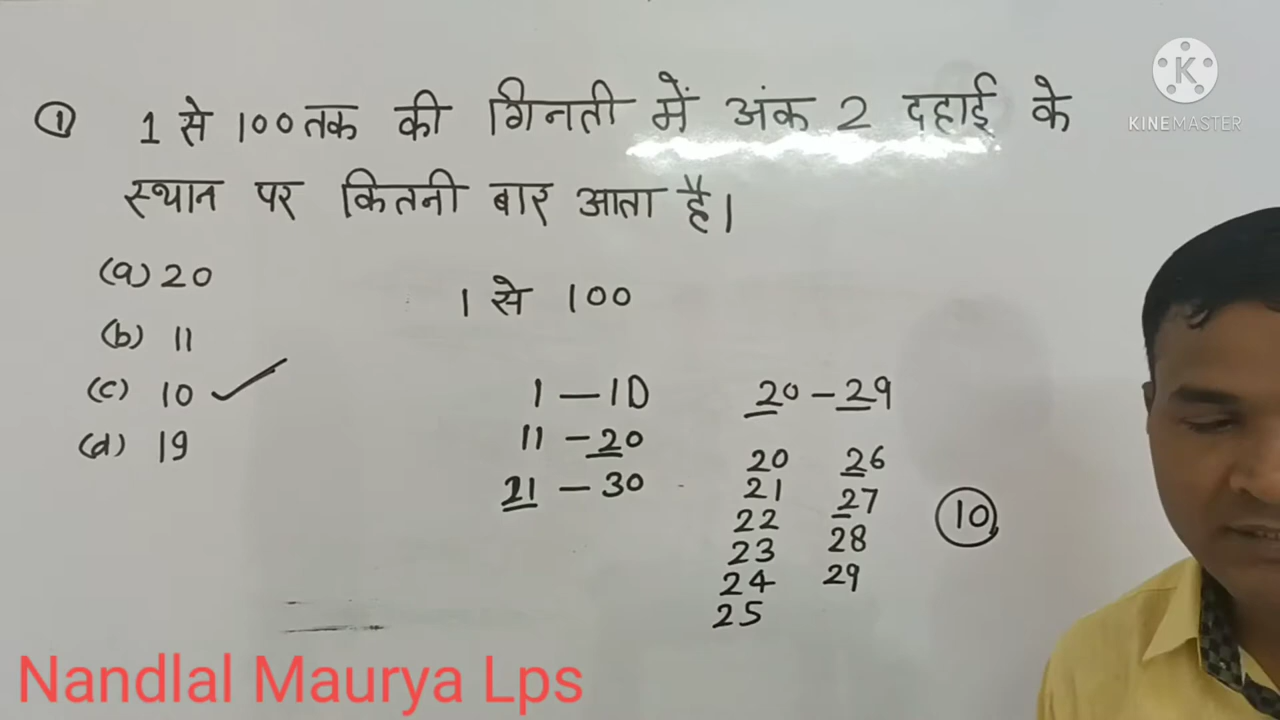 ① 1 से 100 तक की गिनती में अंक 2 दहाई के
स्थान पर कितनी बार आता है।
(a) 20
(b) 11
(c) 10 ✓
(d) 19
1 से 100
1 — 10
11 — 20
21 — 30
20 — 29
20 26
21 27
22 28
23 29
24
25
10
KINEMASTER
Nandlal Maurya Lps